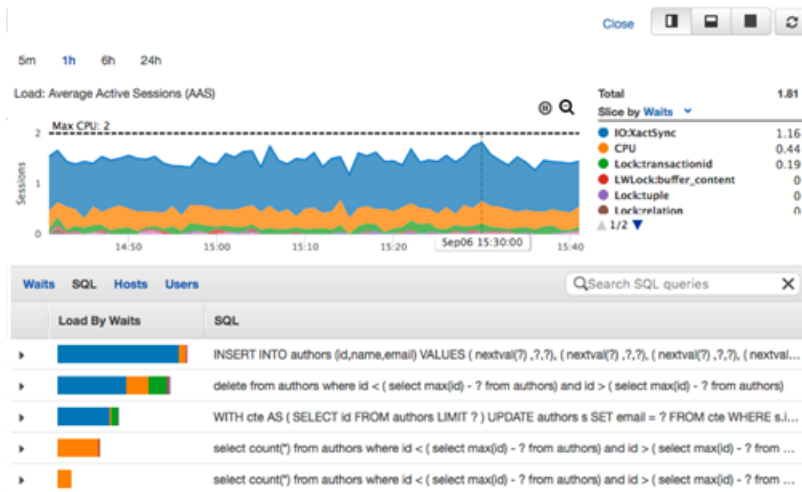 Close
5m 1h 6h 24h
Load: Average Active Sessions (AAS)
Total 1.81
Slice by Waits
Max CPU: 2
IO:XactSync 1.16
CPU 0.44
Lock:transactionid 0.19
LWLock:buffer_content 0
Lock:tuple 0
Lock:relation 0
1/2
Sessions
2
1
0
14:50 15:00 15:10 15:20 Sep06 15:30:00 15:40
Waits SQL Hosts Users Search SQL queries
Load By Waits SQL
INSERT INTO authors (id,name,email) VALUES ( nextval(?) ,?,?), ( nextval(?) ,?,?), ( nextval(?) ,?,?), ( nextval...
delete from authors where id < ( select max(id) - ? from authors) and id > ( select max(id) - ? from authors)
WITH cte AS ( SELECT id FROM authors LIMIT ? ) UPDATE authors s SET email = ? FROM cte WHERE s.i...
select count(*) from authors where id < ( select max(id) - ? from authors) and id > ( select max(id) - ? from ...
select count(*) from authors where id < ( select max(id) - ? from authors) and id > ( select max(id) - ? from ...